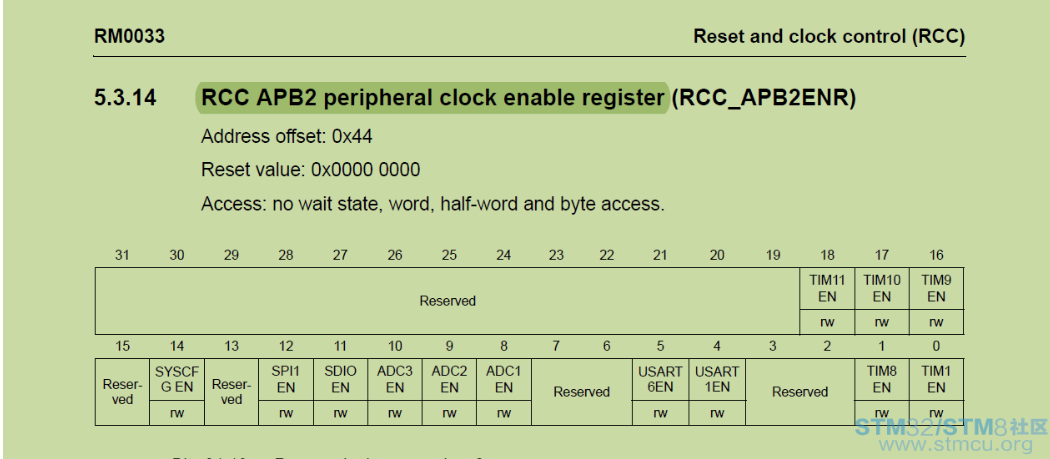 RM0033 Reset and clock control (RCC)
5.3.14 RCC APB2 peripheral clock enable register (RCC_APB2ENR)
Address offset: 0x44
Reset value: 0x0000 0000
Access: no wait state, word, half-word and byte access.
31 30 29 28 27 26 25 24 23 22 21 20 19 18 17 16
Reserved TIM11 EN TIM10 EN TIM9 EN
rw rw rw
15 14 13 12 11 10 9 8 7 6 5 4 3 2 1 0
Reser-ved SYSCF G EN Reser-ved SPI1 EN SDIO EN ADC3 EN ADC2 EN ADC1 EN Reserved USART 6EN USART 1EN Reserved TIM8 EN TIM1 EN
rw rw rw rw rw rw rw rw rw rw
STM32/STM8社区
www.stmcu.org